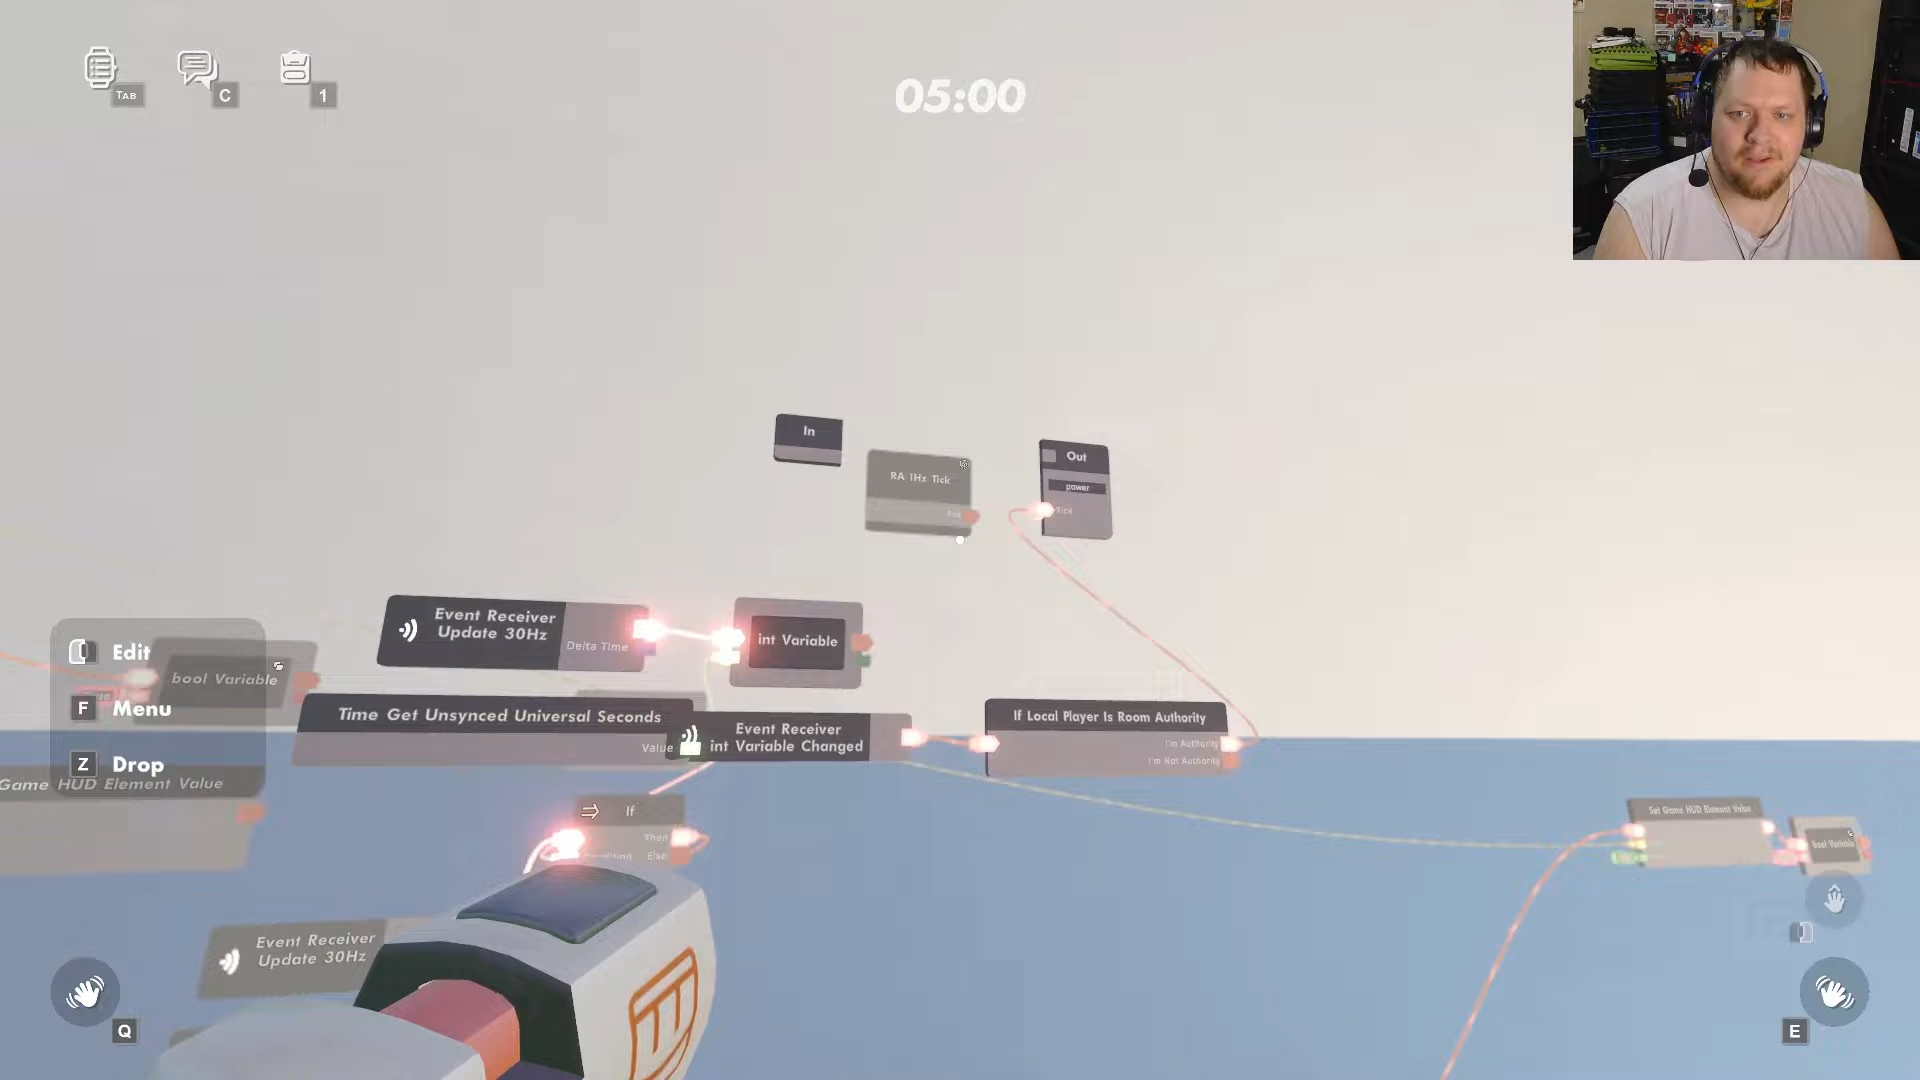 TAB
C
1
05:00
In
RA 1Hz Tick
Out
power
Tick
Event Receiver
Update 30Hz
Delta Time
int Variable
Edit
bool Variable
F
Menu
Time Get Unsynced Universal Seconds
Value
Event Receiver
int Variable Changed
If Local Player Is Room Authority
I'm Authority
I'm Not Authority
Z
Drop
Game HUD Element Value
If
Then
Else
Set Game HUD Element Value
bool Variable
Event Receiver
Update 30Hz
Q
E